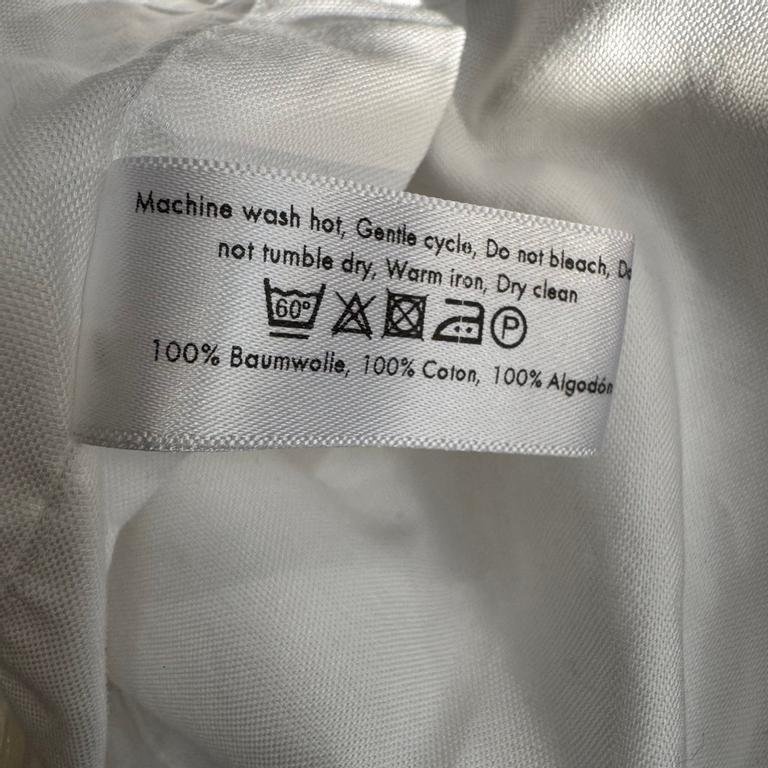 Machine wash hot, Gentle cycle, Do not bleach, Do
not tumble dry, Warm iron, Dry clean
60° P
100% Baumwolle, 100% Coton, 100% Algodón